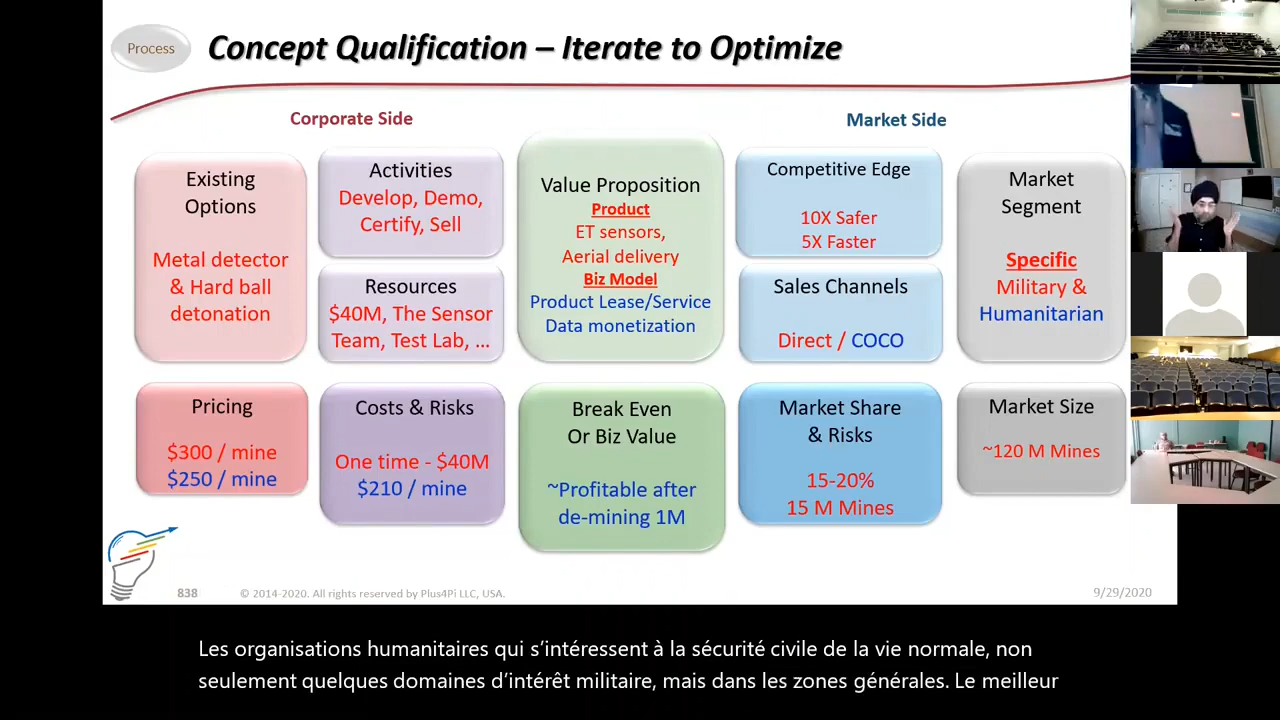 Process
Concept Qualification – Iterate to Optimize
Corporate Side
Market Side
Existing
Options
Metal detector
& Hard ball
detonation
Activities
Develop, Demo,
Certify, Sell
Resources
$40M, The Sensor
Team, Test Lab, ...
Value Proposition
Product
ET sensors,
Aerial delivery
Biz Model
Product Lease/Service
Data monetization
Competitive Edge
10X Safer
5X Faster
Sales Channels
Direct / COCO
Market
Segment
Specific
Military &
Humanitarian
Pricing
$300 / mine
$250 / mine
Costs & Risks
One time - $40M
$210 / mine
Break Even
Or Biz Value
~Profitable after
de-mining 1M
Market Share
& Risks
15-20%
15 M Mines
Market Size
~120 M Mines
838
© 2014-2020. All rights reserved by Plus4Pi LLC, USA.
9/29/2020
Les organisations humanitaires qui s’intéressent à la sécurité civile de la vie normale, non
seulement quelques domaines d’intérêt militaire, mais dans les zones générales. Le meilleur